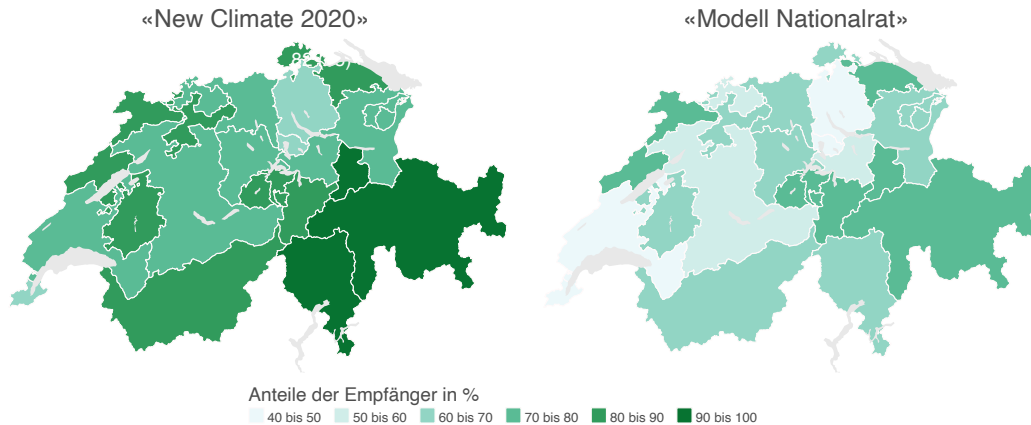 «New Climate 2020»
«Modell Nationalrat»
Anteile der Empfänger in %
40 bis 50
50 bis 60
60 bis 70
70 bis 80
80 bis 90
90 bis 100